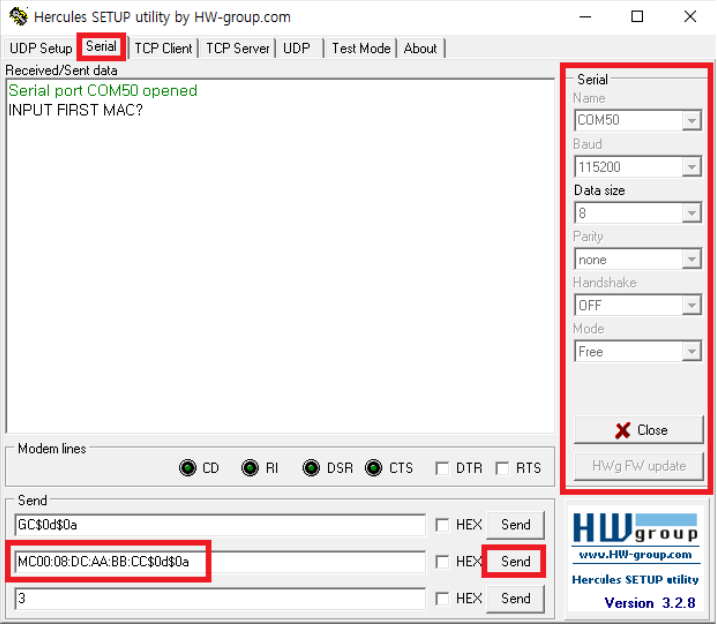 Hercules SETUP utility by HW-group.com
UDP Setup Serial TCP Client TCP Server UDP Test Mode About
Received/Sent data
Serial port COM50 opened
INPUT FIRST MAC?
Serial
Name
COM50
Baud
115200
Data size
8
Parity
none
Handshake
OFF
Mode
Free
Close
HWg FW update
Modem lines
CD RI DSR CTS DTR RTS
Send
GC$0d$0a HEX Send
MC00:08:DC:AA:BB:CC$0d$0a HEX Send
3 HEX Send
HW group
www.HW-group.com
Hercules SETUP utility
Version 3.2.8